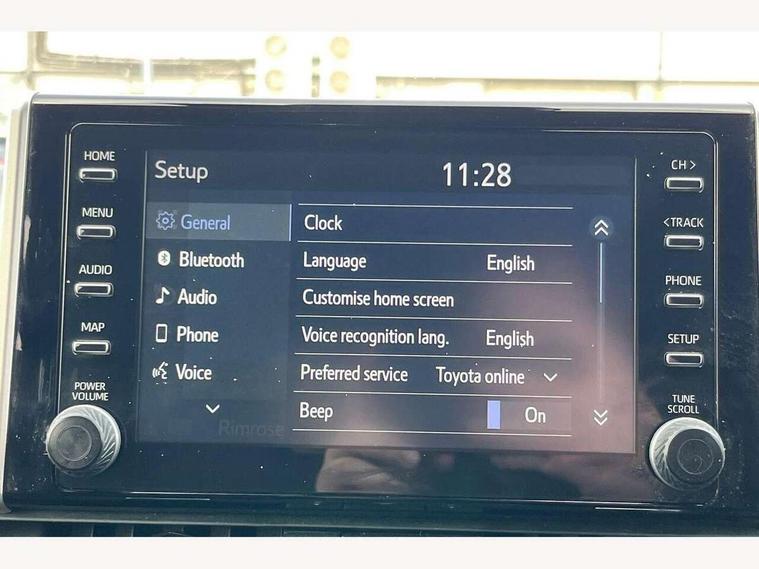 HOME
MENU
AUDIO
MAP
POWER
VOLUME
Setup
11:28
General
Bluetooth
Audio
Phone
Voice
Clock
Language English
Customise home screen
Voice recognition lang. English
Preferred service Toyota online
Beep On
Rimrose
CH >
< TRACK
PHONE
SETUP
TUNE
SCROLL